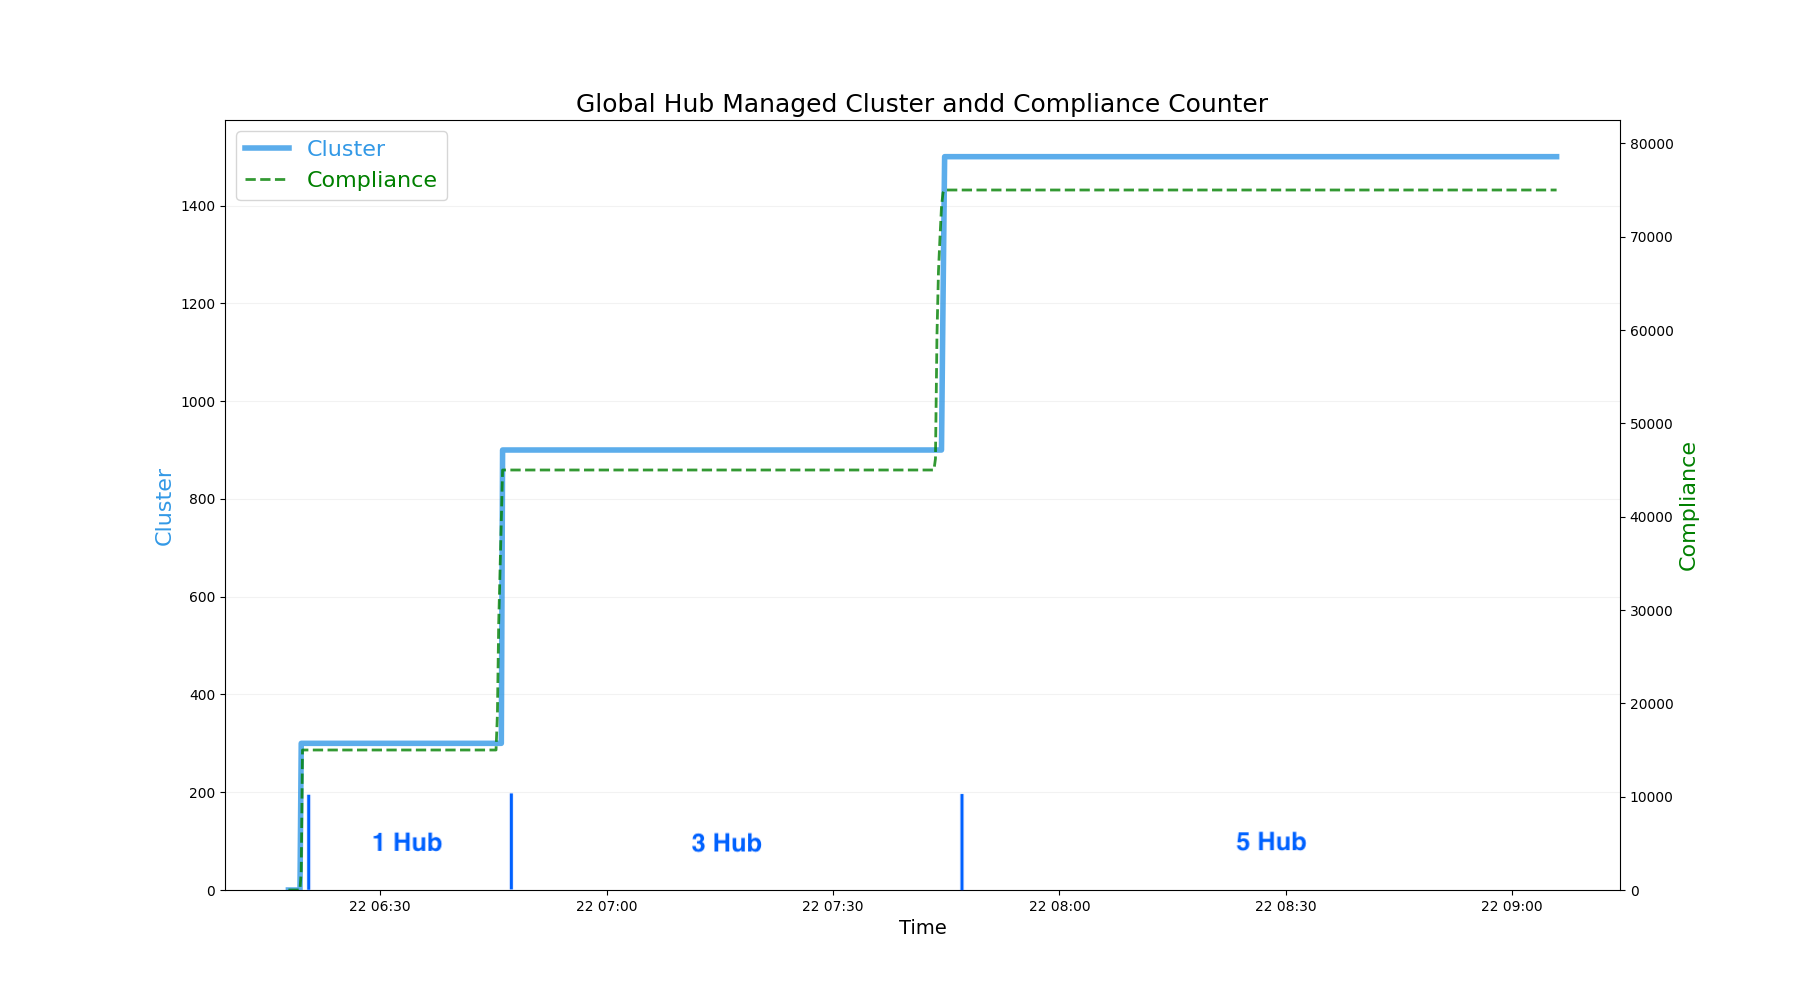 Global Hub Managed Cluster andd Compliance Counter
Cluster
Compliance
1400
1200
1000
800
600
400
200
0
Cluster
80000
70000
60000
50000
40000
30000
20000
10000
0
Compliance
1 Hub
3 Hub
5 Hub
22 06:30
22 07:00
22 07:30
22 08:00
22 08:30
22 09:00
Time